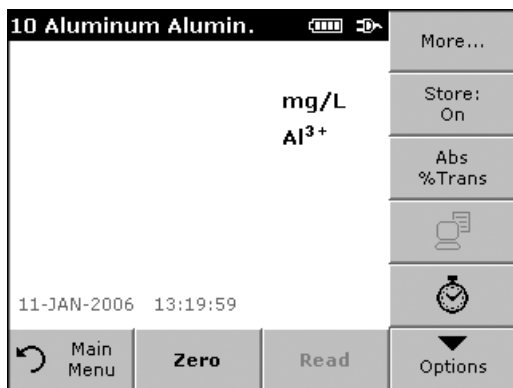 10 Aluminum Alumin.
More...
mg/L
Al³⁺
Store:
On
Abs
%Trans
11-JAN-2006 13:19:59
Main
Menu
Zero
Read
Options